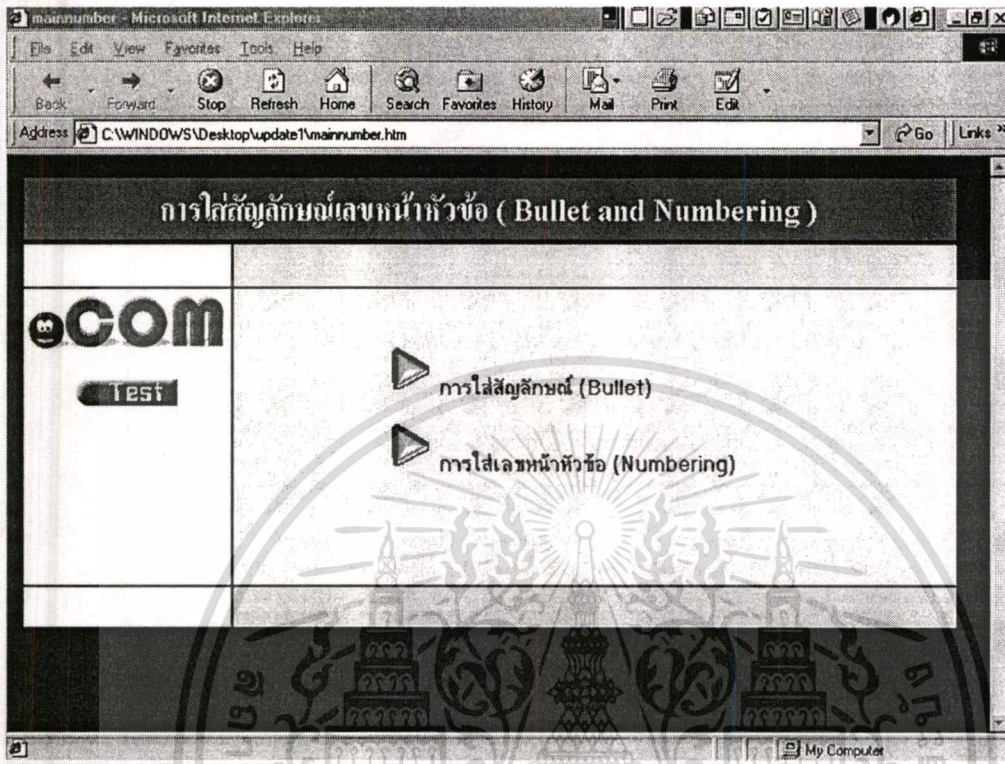 mainnumber - Microsoft Internet Explorer
File Edit View Favorites Tools Help
Back Forward Stop Refresh Home Search Favorites History Mail Print Edit
Address C:\WINDOWS\Desktop\update1\mainnumber.htm Go Links
การใส่สัญลักษณ์เลขหน้าหัวข้อ ( Bullet and Numbering )
eCOM
Test
การใส่สัญลักษณ์ (Bullet)
การใส่เลขหน้าหัวข้อ (Numbering)
My Computer